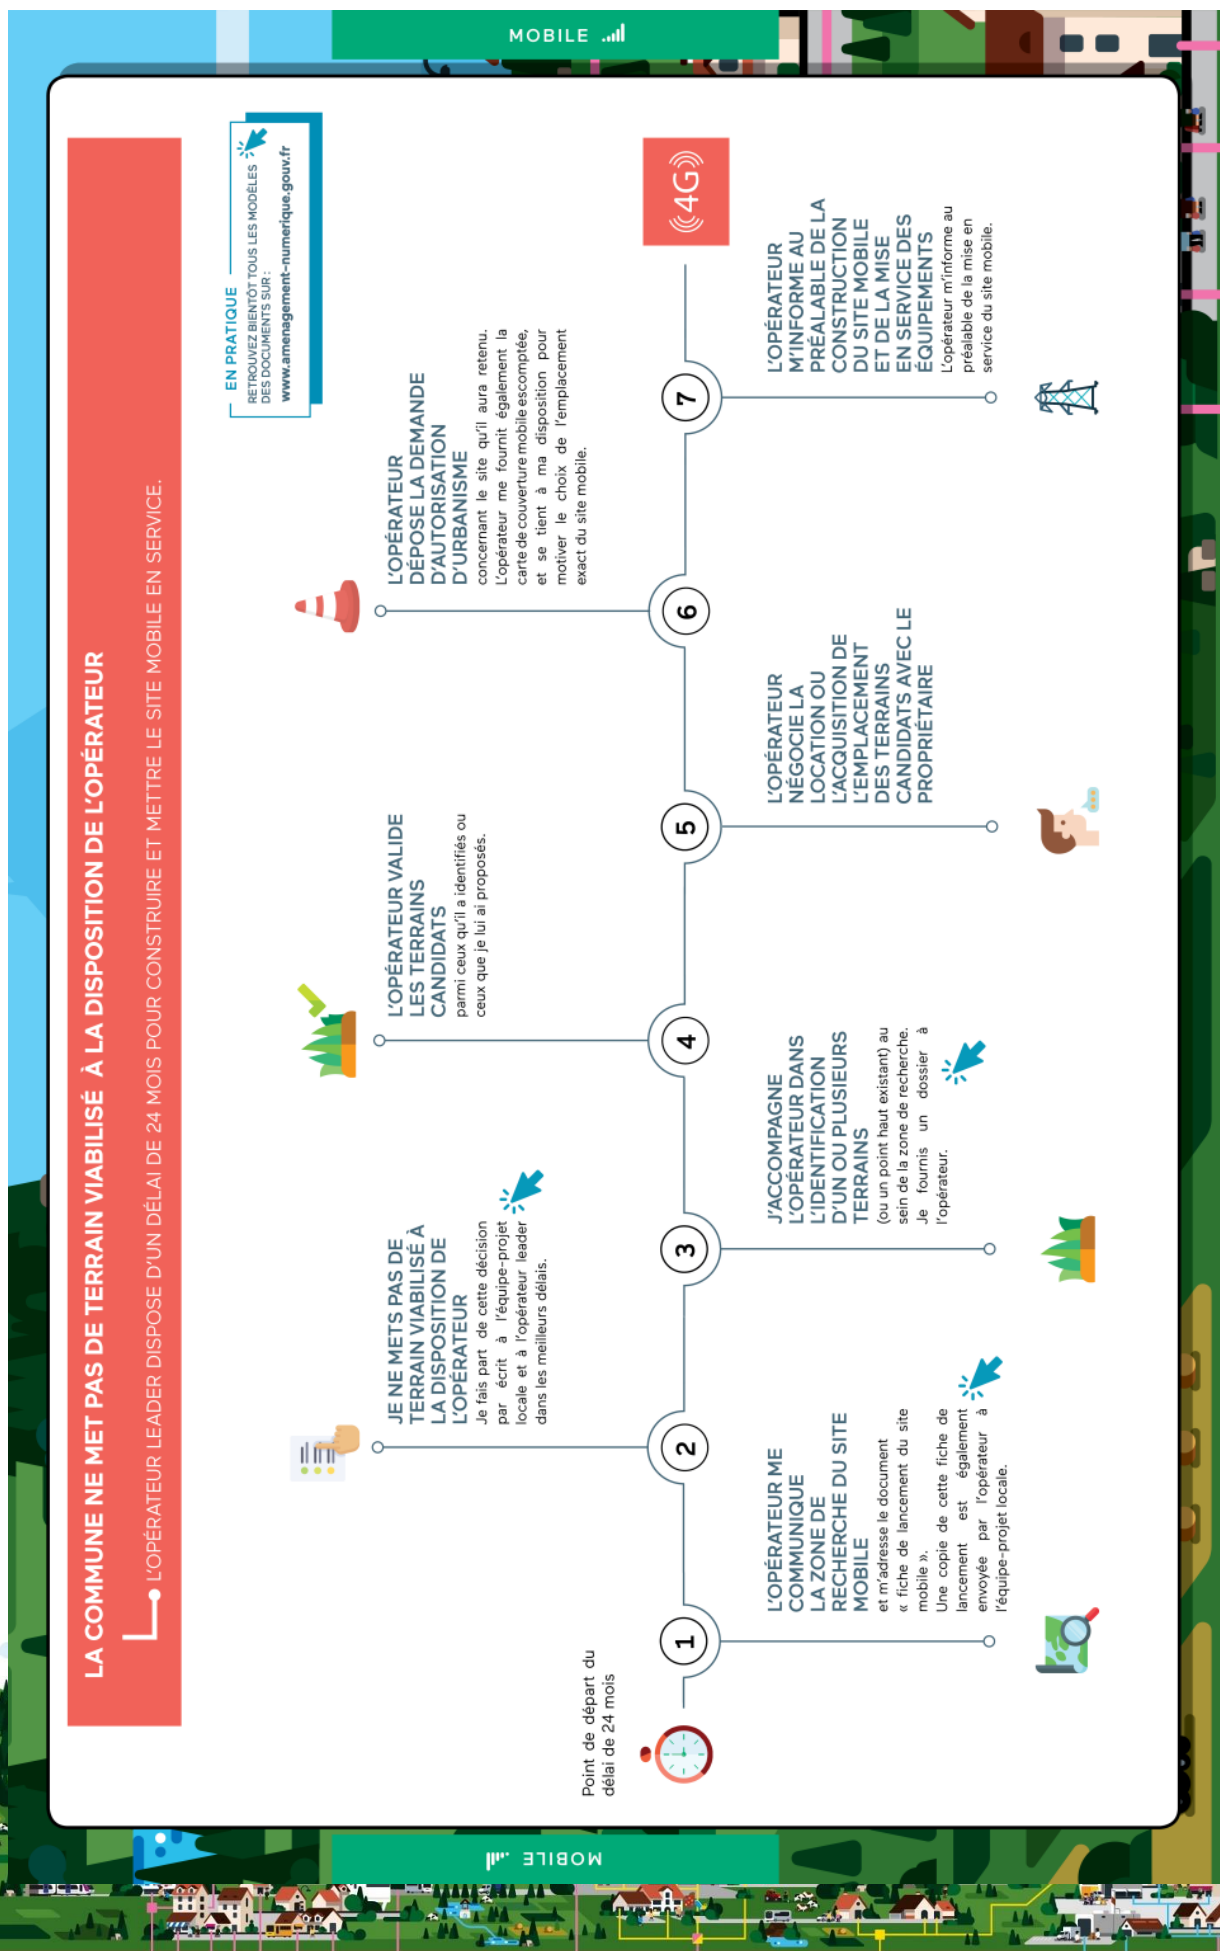 MOBILE
LA COMMUNE NE MET PAS DE TERRAIN VIABILISÉ À LA DISPOSITION DE L'OPÉRATEUR
L'OPÉRATEUR LEADER DISPOSE D'UN DÉLAI DE 24 MOIS POUR CONSTRUIRE ET METTRE LE SITE MOBILE EN SERVICE.
EN PRATIQUE
RETROUVEZ BIENTÔT TOUS LES MODÈLES
DES DOCUMENTS SUR :
www.amenagement-numerique.gouv.fr
Point de départ du
délai de 24 mois
1
L'OPÉRATEUR ME
COMMUNIQUE
LA ZONE DE
RECHERCHE DU SITE
MOBILE
et m'adresse le document
« fiche de lancement du site
mobile ».
Une copie de cette fiche de
lancement est également
envoyée par l'opérateur à
l'équipe-projet locale.
2
JE NE METS PAS DE
TERRAIN VIABILISÉ À
LA DISPOSITION DE
L'OPÉRATEUR
Je fais part de cette décision
par écrit à l'équipe-projet
locale et à l'opérateur leader
dans les meilleurs délais.
3
J'ACCOMPAGNE
L'OPÉRATEUR DANS
L'IDENTIFICATION
D'UN OU PLUSIEURS
TERRAINS
(ou un point haut existant) au
sein de la zone de recherche.
Je fournis un dossier à
l'opérateur.
4
L'OPÉRATEUR VALIDE
LES TERRAINS
CANDIDATS
parmi ceux qu'il a identifiés ou
ceux que je lui ai proposés.
5
L'OPÉRATEUR
NÉGOCIE LA
LOCATION OU
L'ACQUISITION DE
L'EMPLACEMENT
DES TERRAINS
CANDIDATS AVEC LE
PROPRIÉTAIRE
6
L'OPÉRATEUR
DÉPOSE LA DEMANDE
D'AUTORISATION
D'URBANISME
concernant le site qu'il aura retenu.
L'opérateur me fournit également la
carte de couverture mobile escomptée,
et se tient à ma disposition pour
motiver le choix de l'emplacement
exact du site mobile.
7
L'OPÉRATEUR
M'INFORME AU
PRÉALABLE DE LA
CONSTRUCTION
DU SITE MOBILE
ET DE LA MISE
EN SERVICE DES
ÉQUIPEMENTS
L'opérateur m'informe au
préalable de la mise en
service du site mobile.
4G
MOBILE